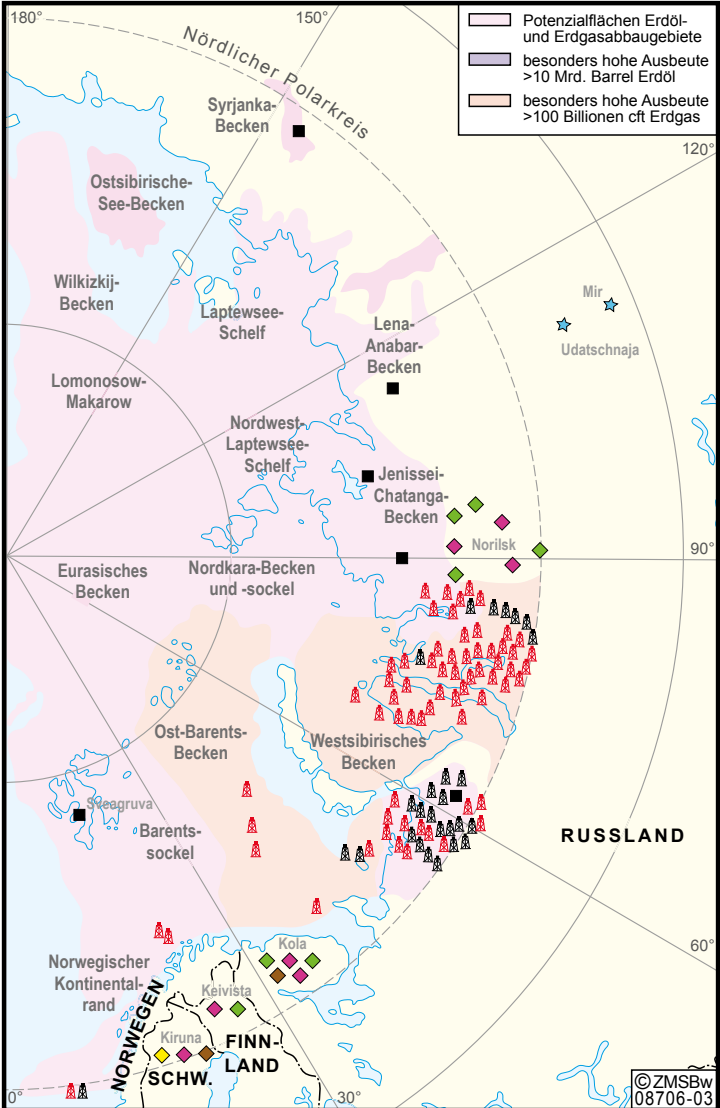 180°
150°
Potenzialflächen Erdöl-
und Erdgasabbaugebiete
besonders hohe Ausbeute
>10 Mrd. Barrel Erdöl
besonders hohe Ausbeute
>100 Billionen cft Erdgas
Nördlicher Polarkreis
Syrjanka-
Becken
120°
Ostsibirische-
See-Becken
Wilkizkij-
Becken
Laptewsee-
Schelf
Mir
Udatschnaja
Lena-
Anabar-
Becken
Lomonosow-
Makarow
Nordwest-
Laptewsee-
Schelf
Jenissei-
Chatanga-
Becken
Norilsk
90°
Eurasisches
Becken
Nordkara-Becken
und -sockel
Ost-Barents-
Becken
Westsibirisches
Becken
Sveagruva
Barents-
sockel
RUSSLAND
60°
Kola
Norwegischer
Kontinental-
rand
Keivista
NORWEGEN
Kiruna
FINN-
LAND
SCHW.
0°
30°
©ZMSBw
08706-03